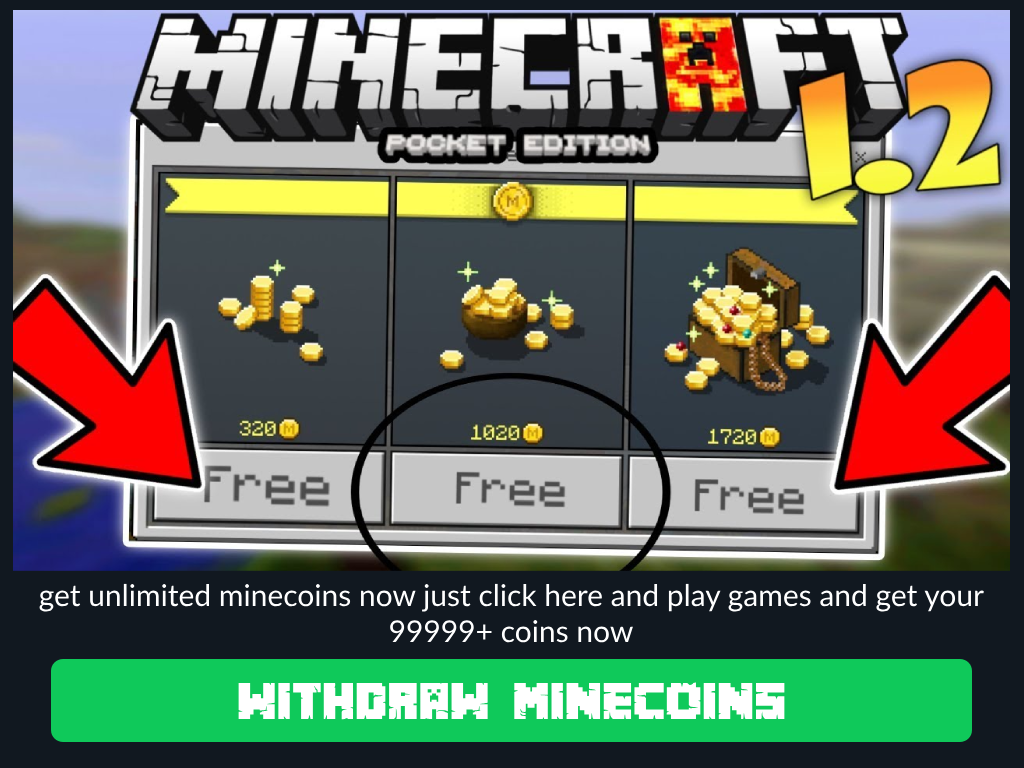 MINECRAFT
POCKET EDITION
1.2
320
1020
1720
Free
Free
Free
get unlimited minecoins now just click here and play games and get your
99999+ coins now
WITHDRAW MINECOINS